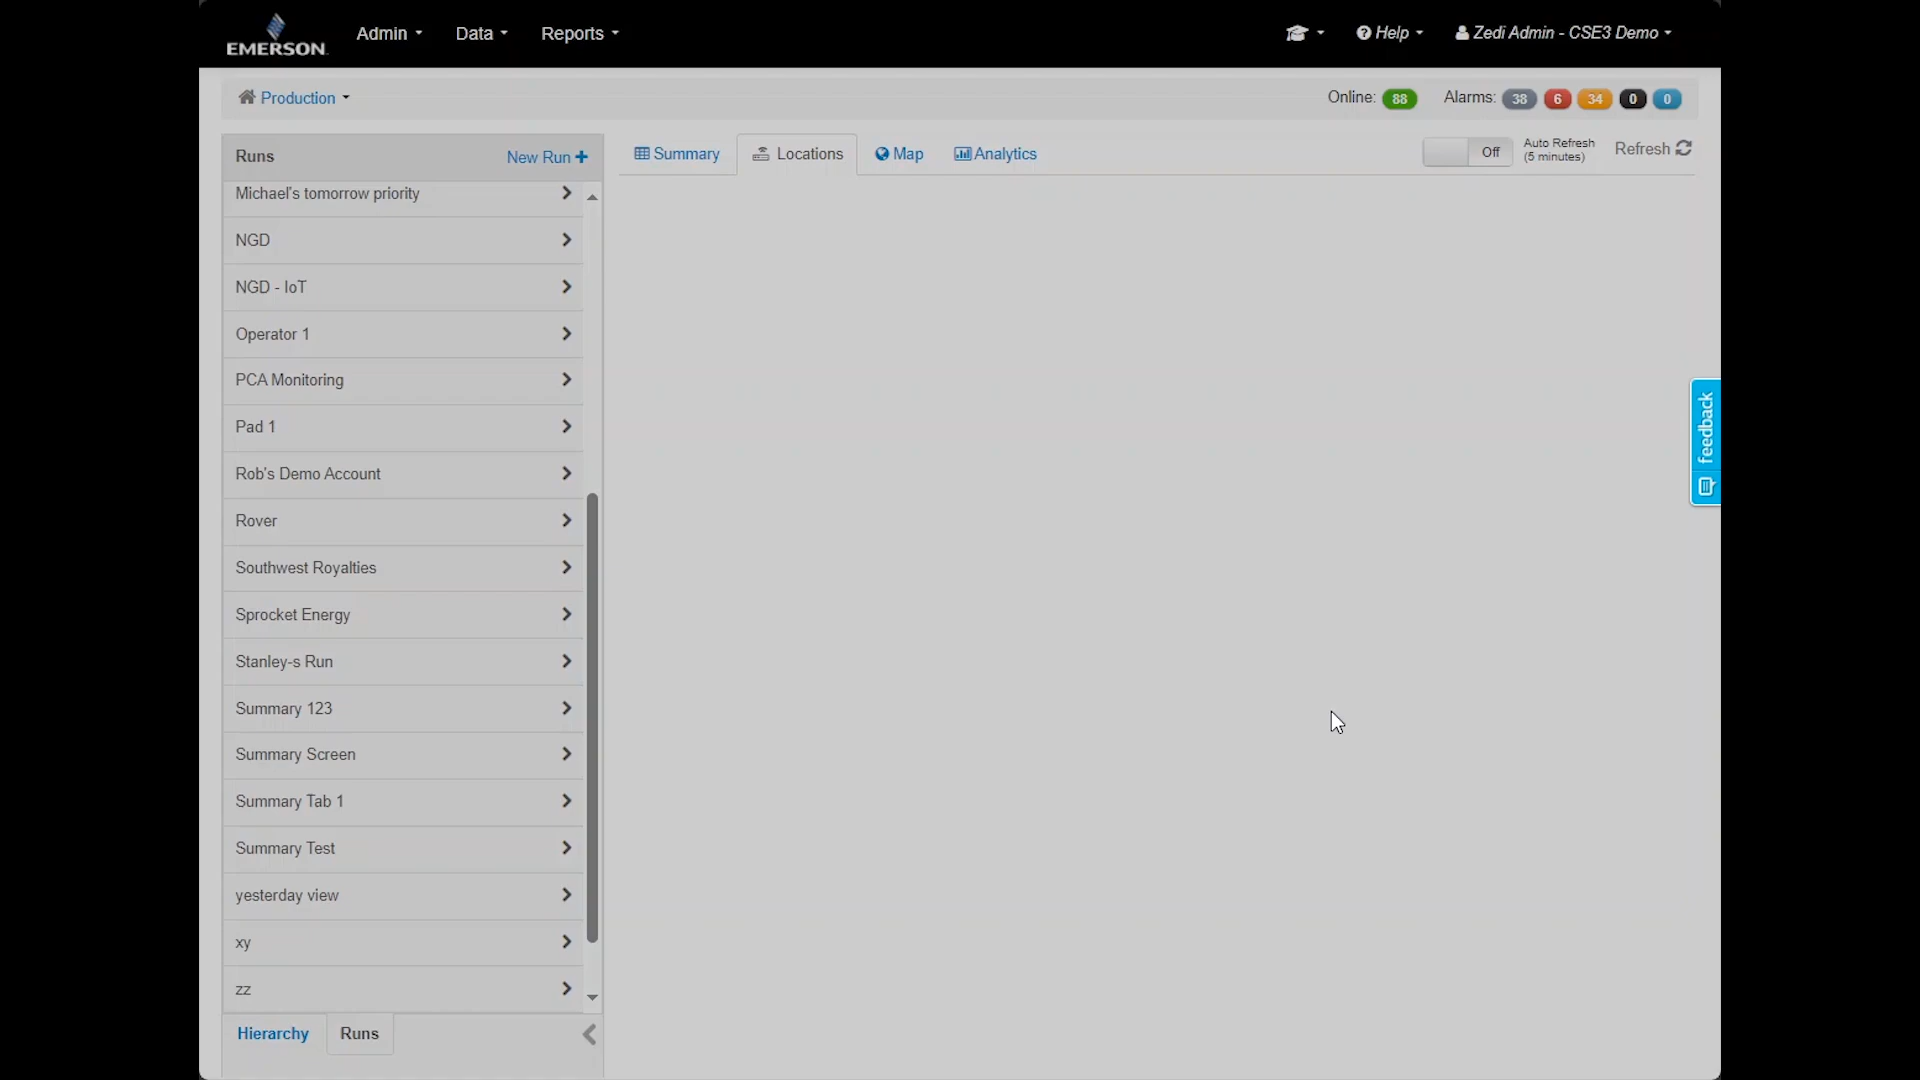 EMERSON
Admin
Data
Reports
Help
Zedi Admin - CSE3 Demo
Production
Online: 88
Alarms: 38 6 34 0 0
Runs
New Run
Summary
Locations
Map
Analytics
Off
Auto Refresh
(5 minutes)
Refresh
Michael's tomorrow priority
NGD
NGD - IoT
Operator 1
PCA Monitoring
Pad 1
Rob's Demo Account
Rover
Southwest Royalties
Sprocket Energy
Stanley-s Run
Summary 123
Summary Screen
Summary Tab 1
Summary Test
yesterday view
xy
zz
Hierarchy
Runs
feedback